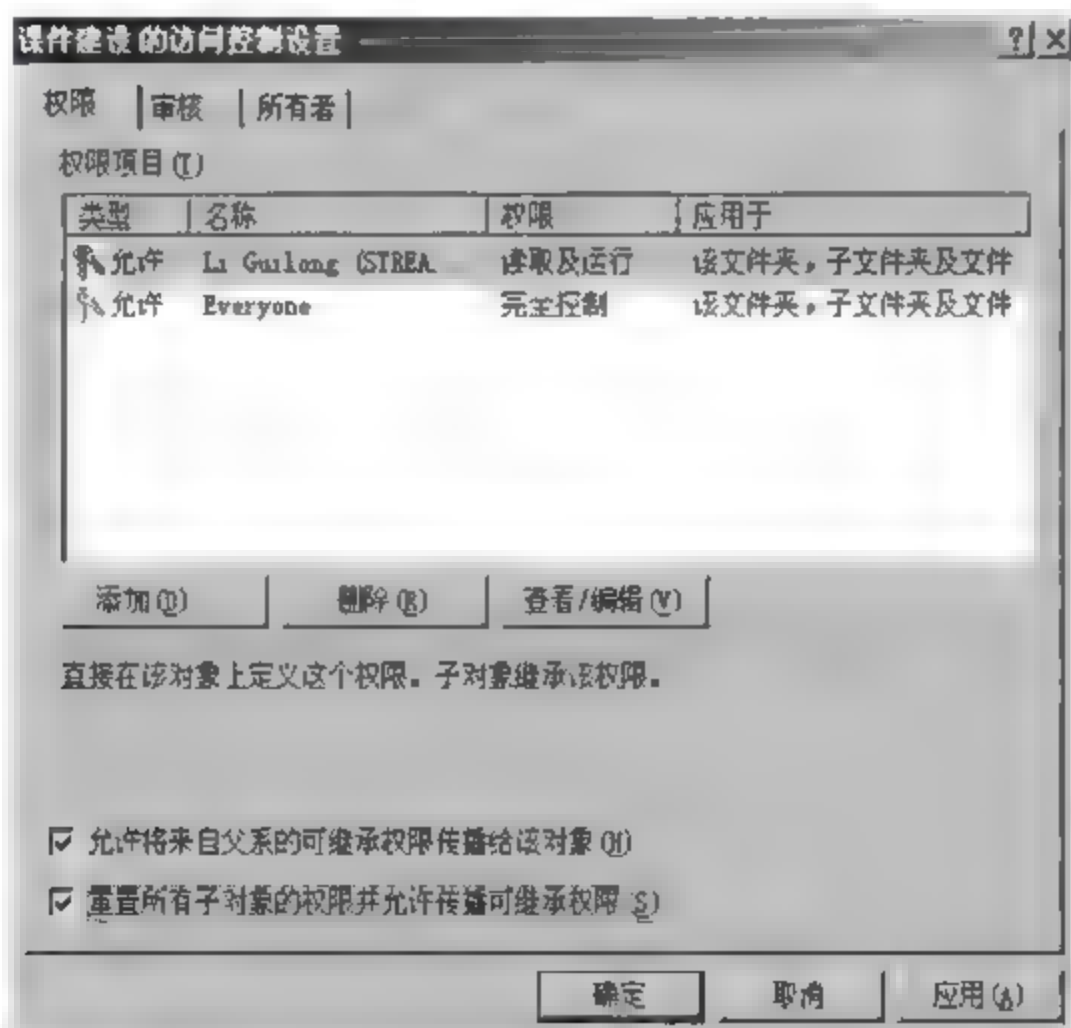 课件建设 的访问控制设置
权限 审核 所有者
权限项目(T)
类型 名称 权限 应用于
允许 Li Guilong (STREA... 读取及运行 该文件夹，子文件夹及文件
允许 Everyone 完全控制 该文件夹，子文件夹及文件
添加(D) 删除(R) 查看/编辑(V)
直接在该对象上定义这个权限。子对象继承该权限。
允许将来自父系的可继承权限传播给该对象(H)
重置所有子对象的权限并允许传播可继承权限(S)
确定 取消 应用(A)